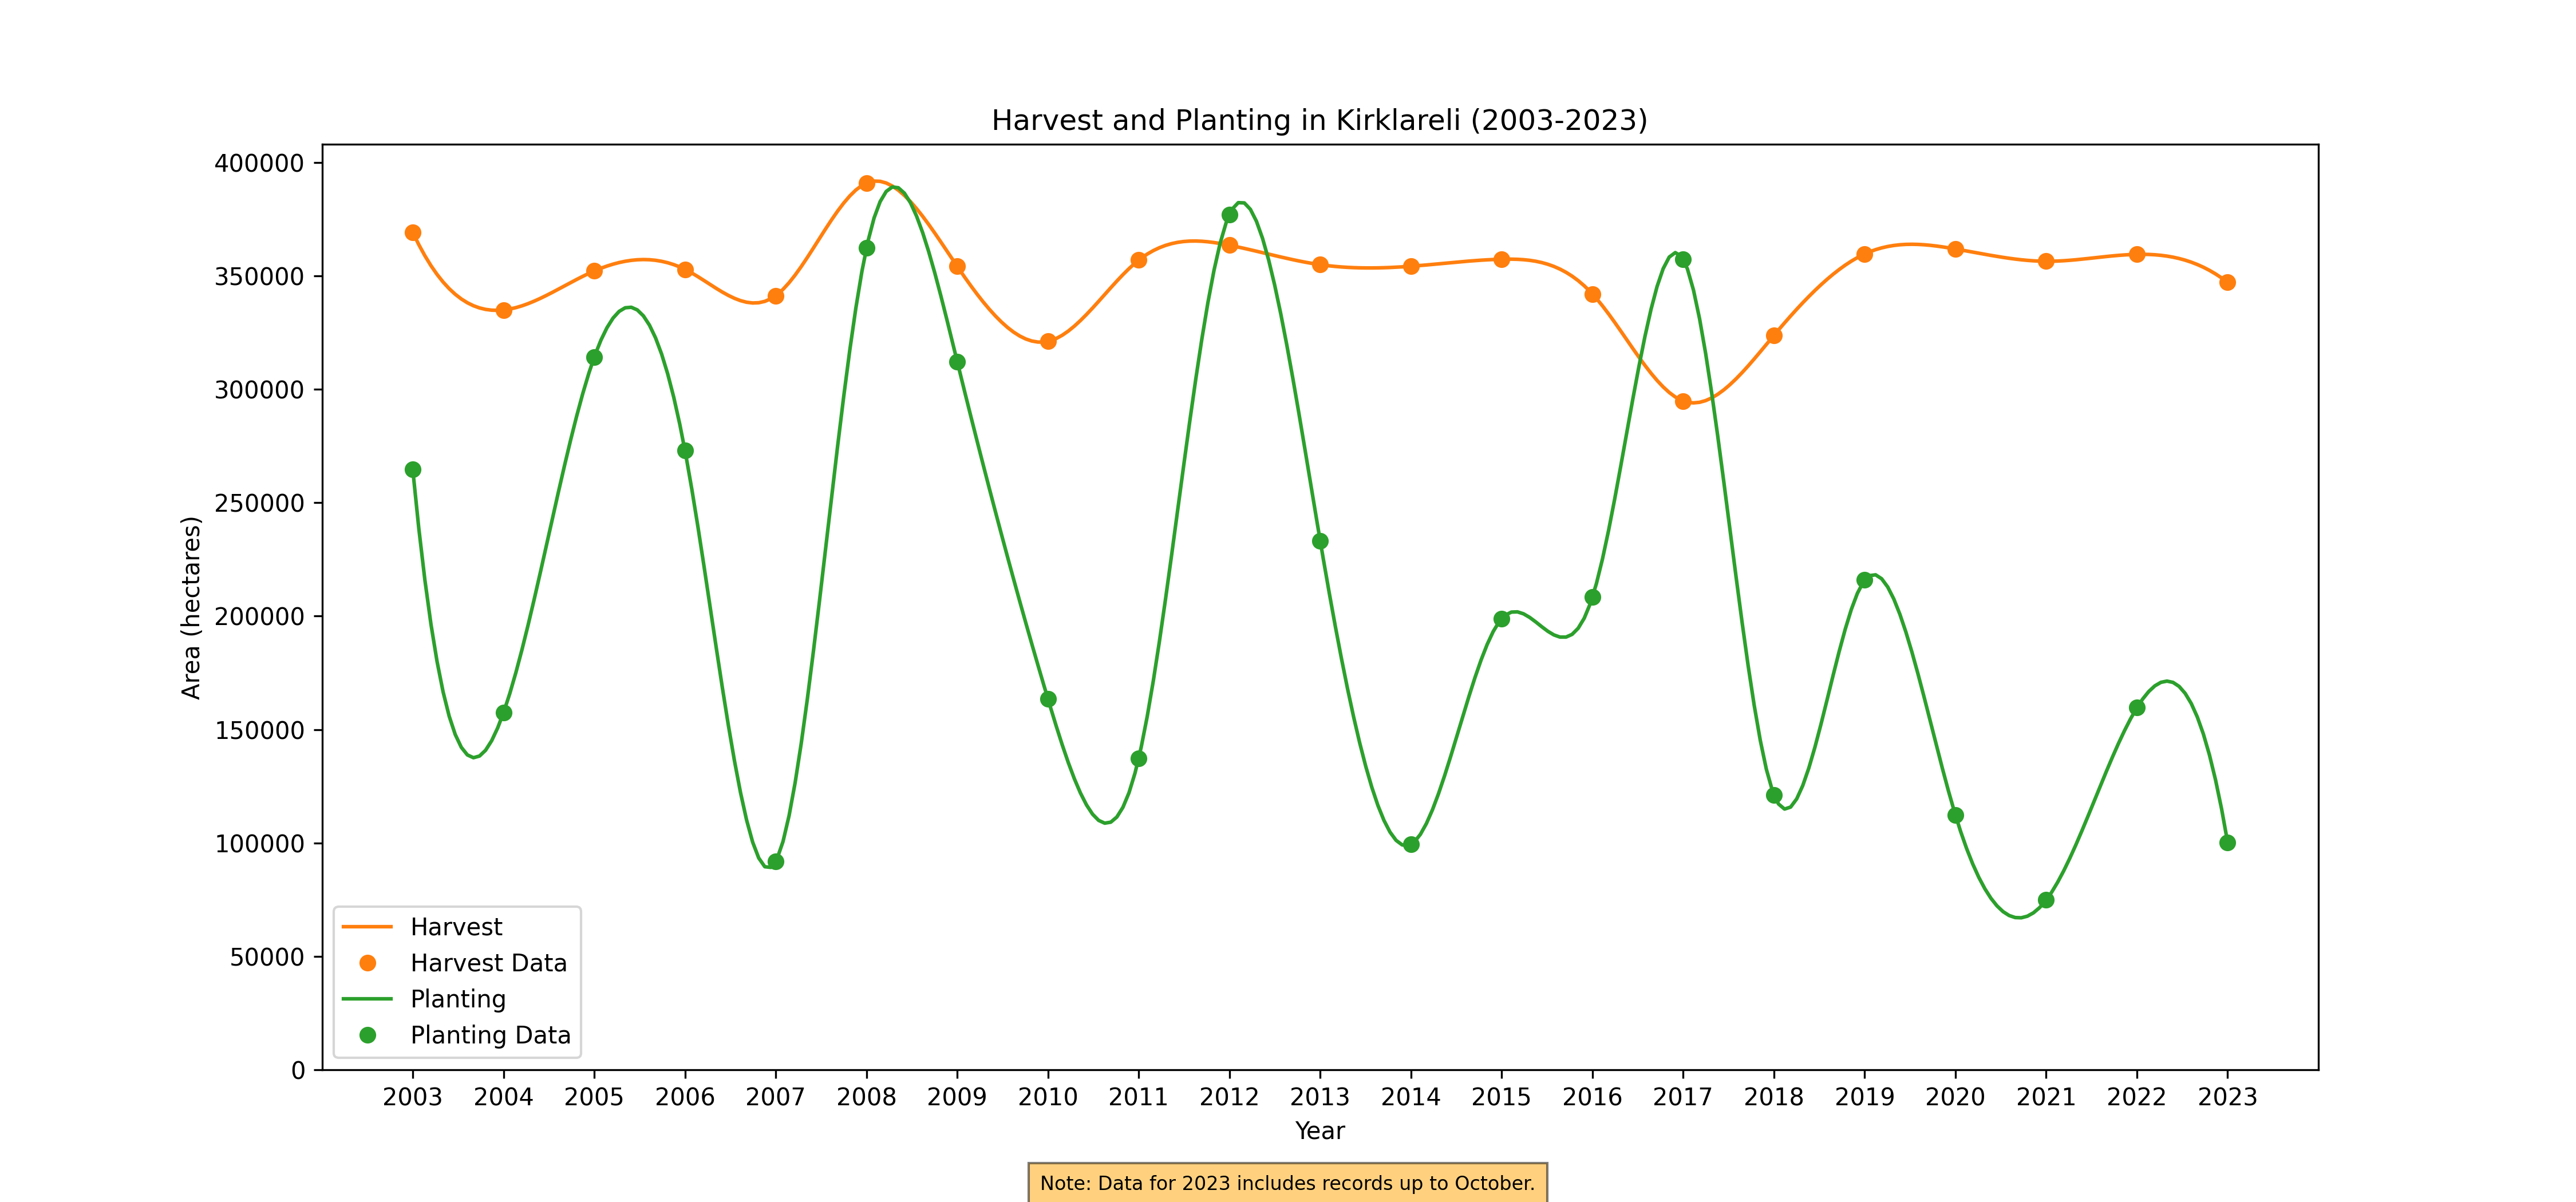 Harvest and Planting in Kirklareli (2003-2023)
400000
350000
300000
250000
200000
150000
100000
50000
0
Area (hectares)
Harvest
Harvest Data
Planting
Planting Data
2003 2004 2005 2006 2007 2008 2009 2010 2011 2012 2013 2014 2015 2016 2017 2018 2019 2020 2021 2022 2023
Year
Note: Data for 2023 includes records up to October.